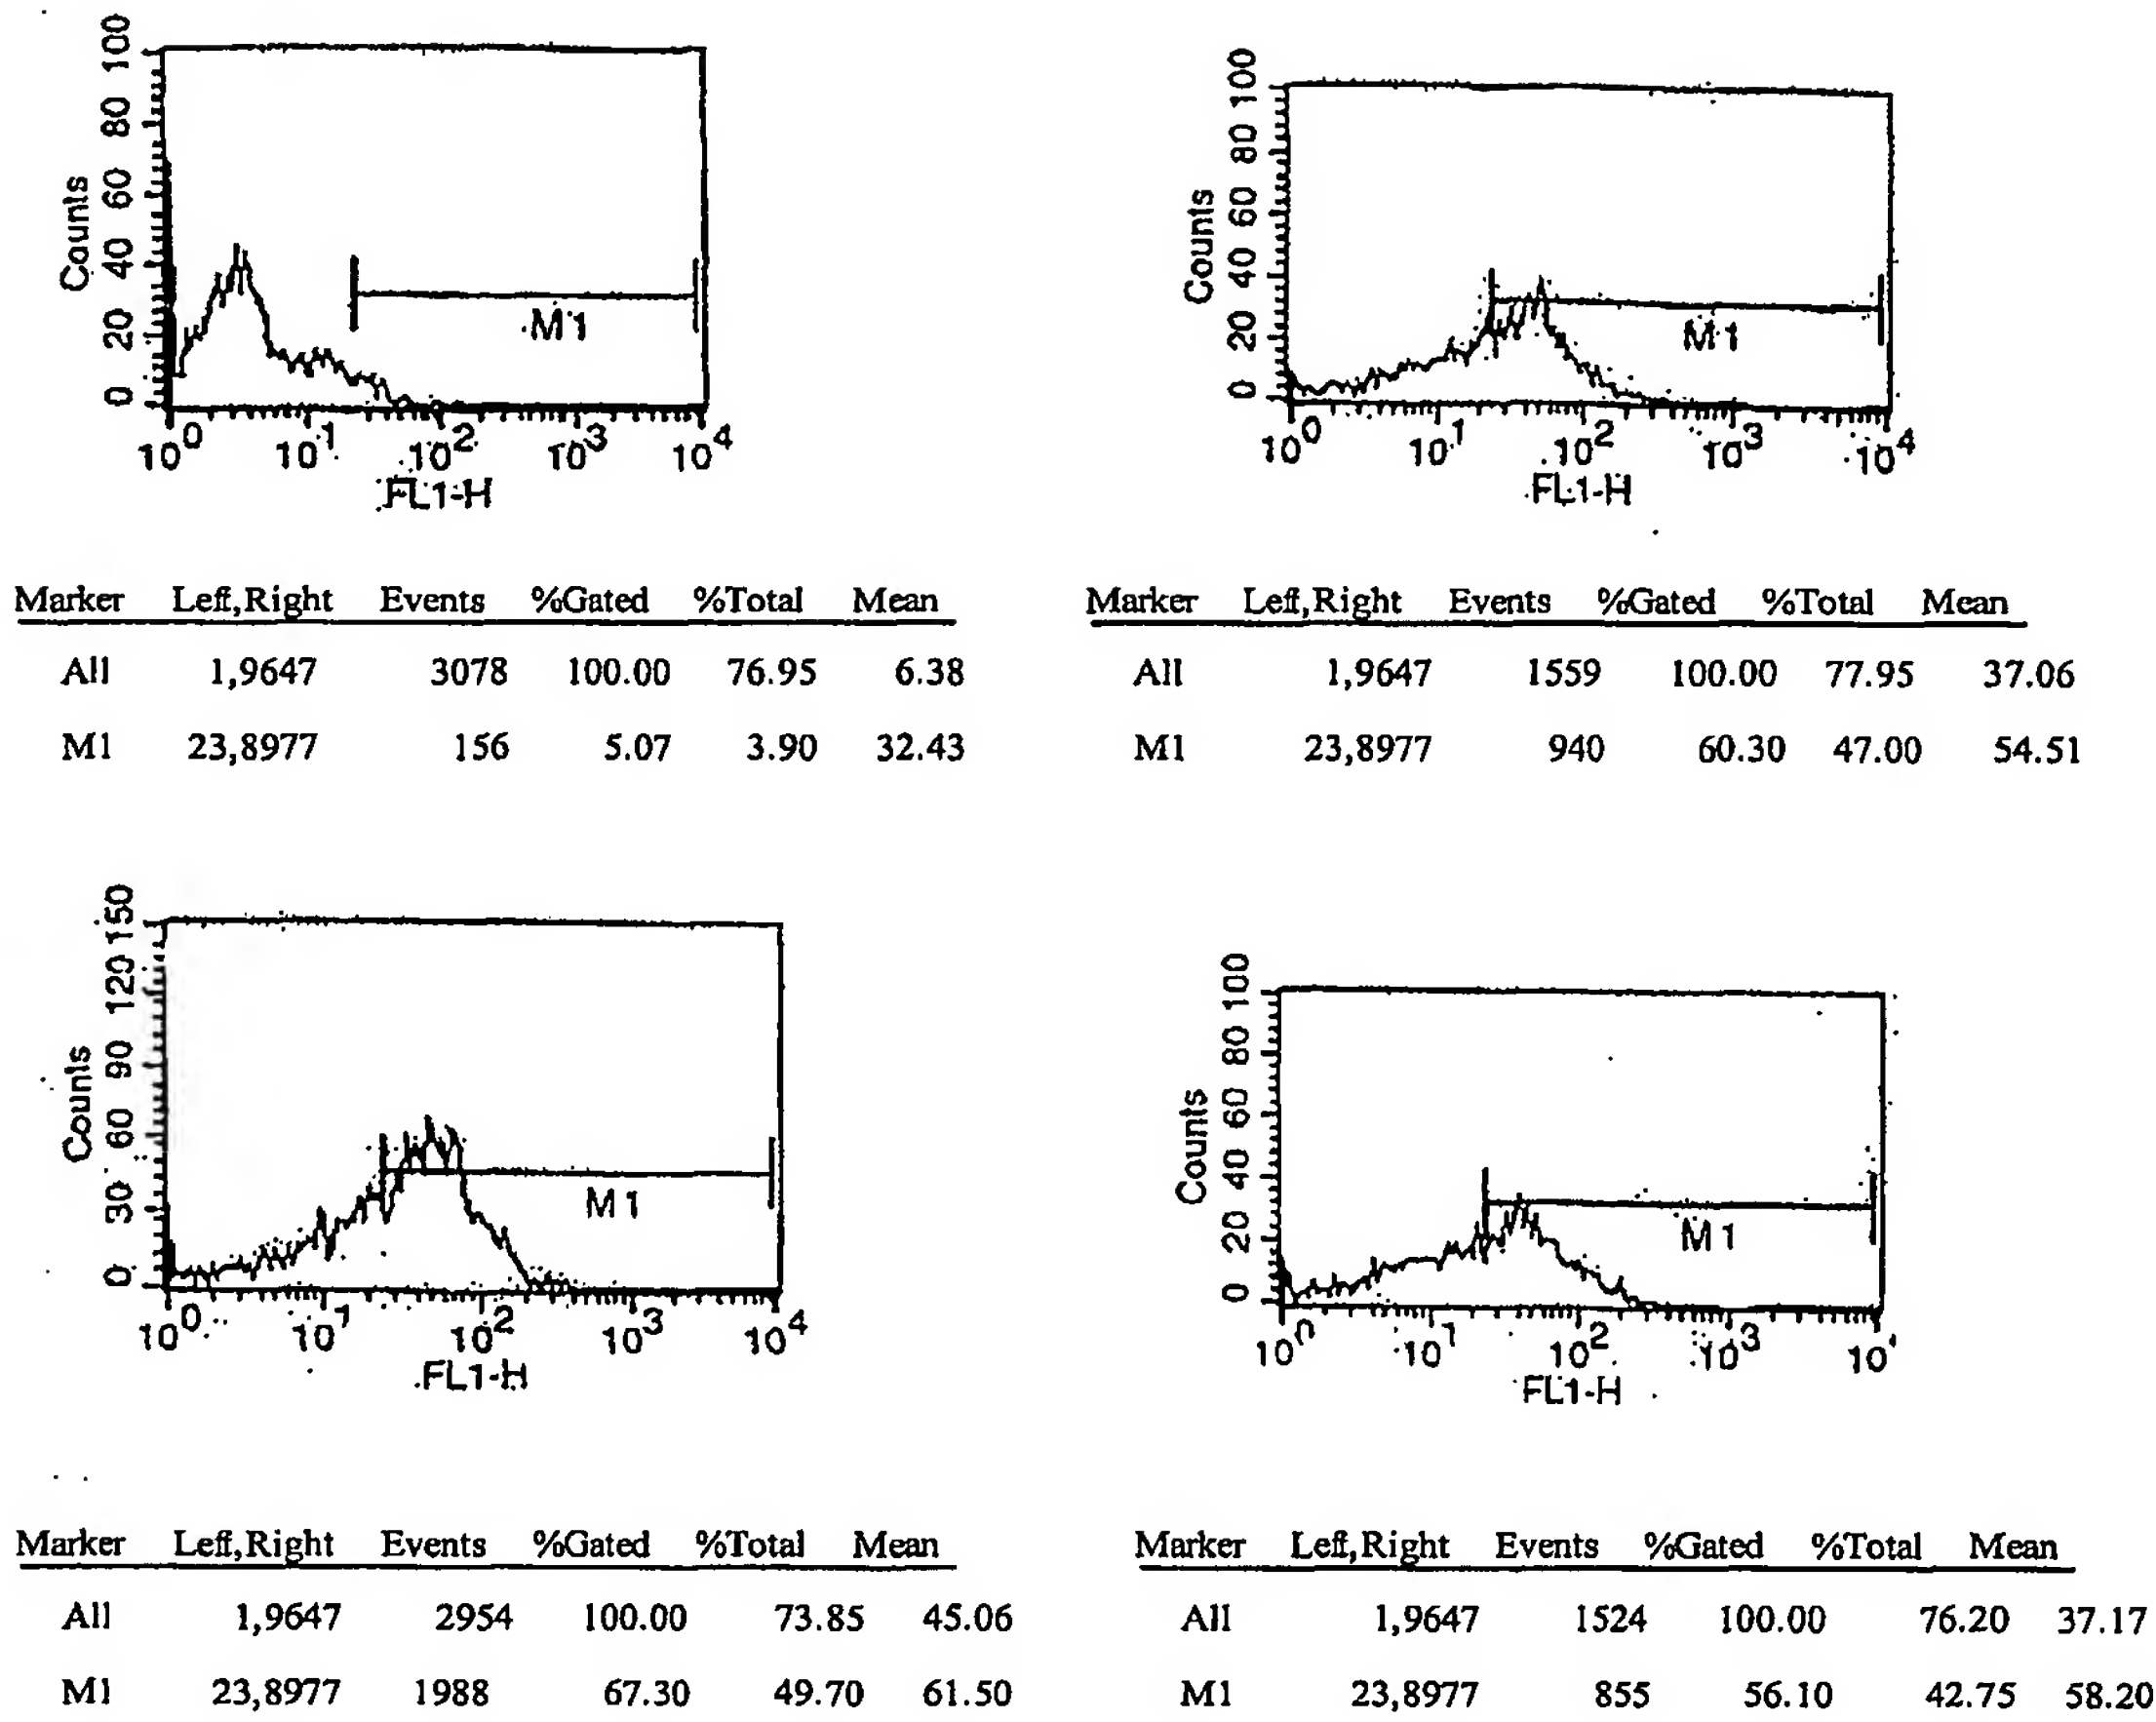 100
80
60
40
20
0
Counts
M1
10^0 10^1 10^2 10^3 10^4
FL1-H
100
80
60
40
20
0
Counts
M1
10^0 10^1 10^2 10^3 10^4
FL1-H
Marker Left,Right Events %Gated %Total Mean
All 1,9647 3078 100.00 76.95 6.38
M1 23,8977 156 5.07 3.90 32.43
Marker Left,Right Events %Gated %Total Mean
All 1,9647 1559 100.00 77.95 37.06
M1 23,8977 940 60.30 47.00 54.51
150
120
90
60
30
0
Counts
M1
10^0 10^1 10^2 10^3 10^4
FL1-H
100
80
60
40
20
0
Counts
M1
10^0 10^1 10^2 10^3 10
FL1-H
Marker Left,Right Events %Gated %Total Mean
All 1,9647 2954 100.00 73.85 45.06
M1 23,8977 1988 67.30 49.70 61.50
Marker Left,Right Events %Gated %Total Mean
All 1,9647 1524 100.00 76.20 37.17
M1 23,8977 855 56.10 42.75 58.20